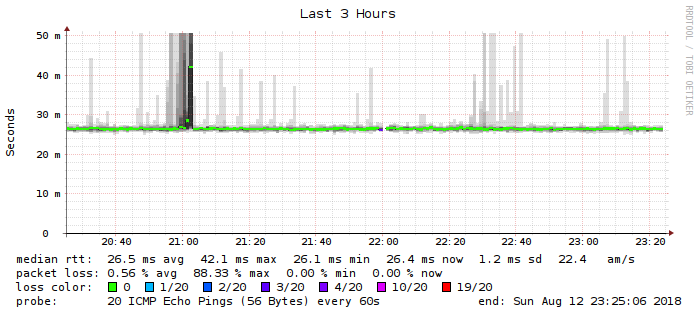 Last 3 Hours
RRDTOOL / TOBI OETIKER
Seconds
50 m
40 m
30 m
20 m
10 m
0
20:40 21:00 21:20 21:40 22:00 22:20 22:40 23:00 23:20
median rtt: 26.5 ms avg 42.1 ms max 26.1 ms min 26.4 ms now 1.2 ms sd 22.4 am/s
packet loss: 0.56 % avg 88.33 % max 0.00 % min 0.00 % now
loss color: 0 1/20 2/20 3/20 4/20 10/20 19/20
probe: 20 ICMP Echo Pings (56 Bytes) every 60s end: Sun Aug 12 23:25:06 2018